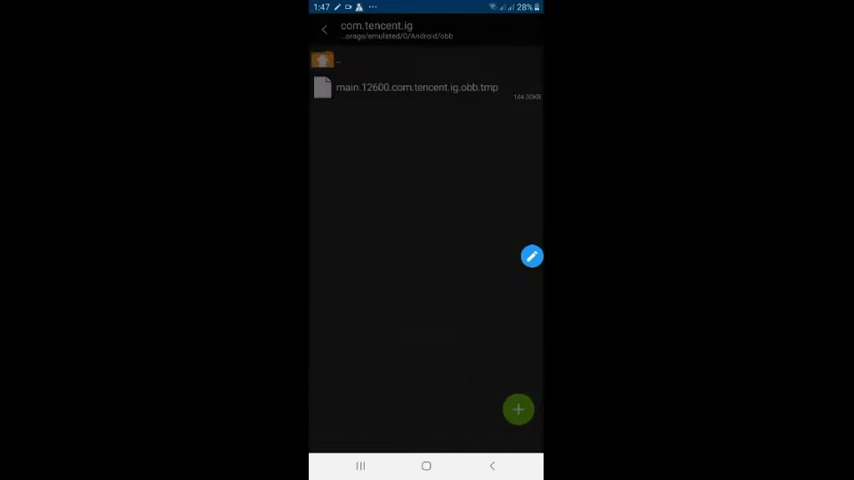 1:47 28%
com.tencent.ig
...orage/emulated/0/Android/obb
..
main.12600.com.tencent.ig.obb.tmp
144.00KB